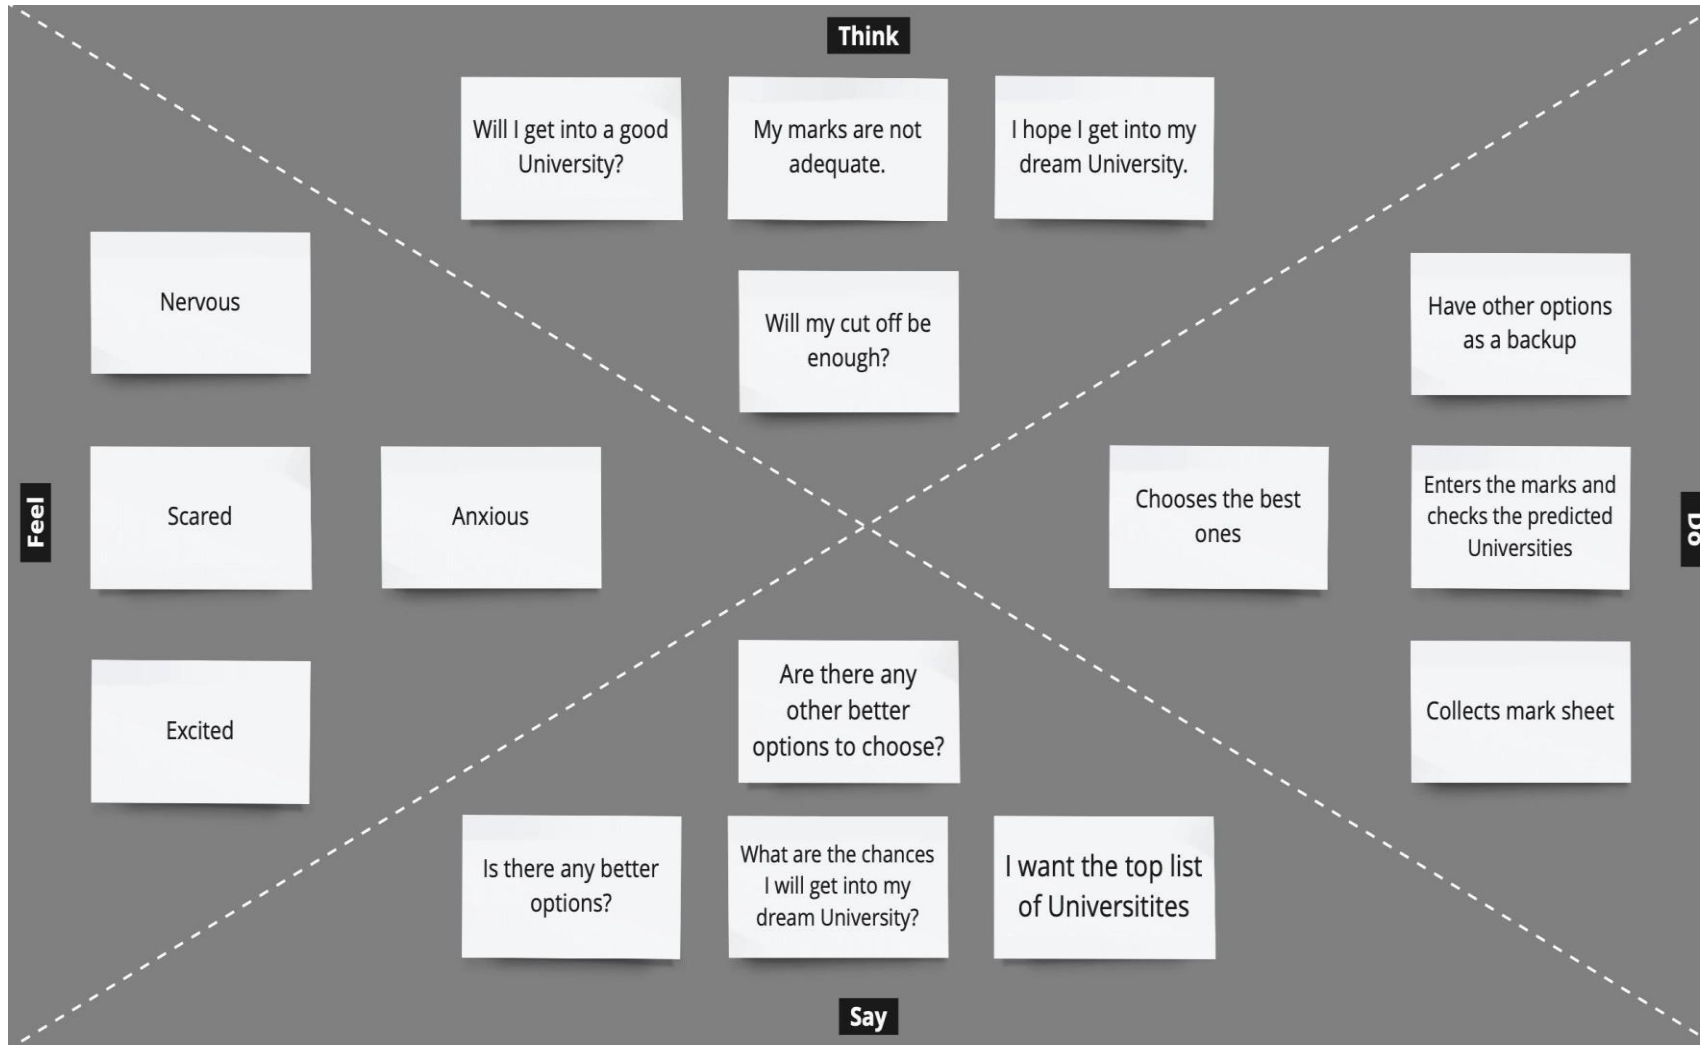 Think
Will I get into a good
University?
My marks are not
adequate.
I hope I get into my
dream University.
Will my cut off be
enough?
Feel
Nervous
Scared
Anxious
Excited
Do
Have other options
as a backup
Chooses the best
ones
Enters the marks and
checks the predicted
Universities
Collects mark sheet
Are there any
other better
options to choose?
Is there any better
options?
What are the chances
I will get into my
dream University?
I want the top list
of Universitites
Say